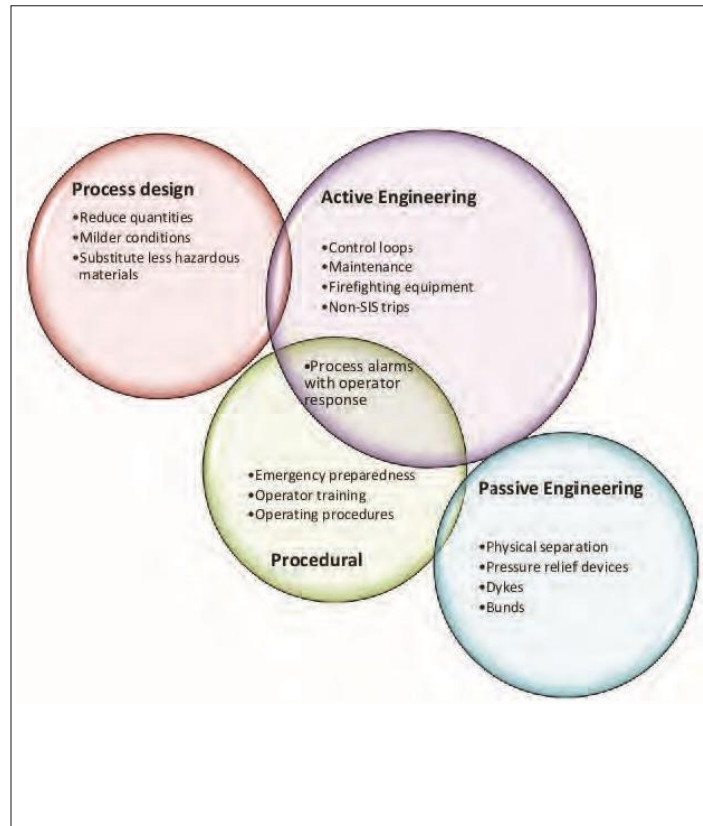 Process design
•Reduce quantities
•Milder conditions
•Substitute less hazardous
materials
Active Engineering
•Control loops
•Maintenance
•Firefighting equipment
•Non-SIS trips
•Process alarms
with operator
response
•Emergency preparedness
•Operator training
•Operating procedures
Procedural
Passive Engineering
•Physical separation
•Pressure relief devices
•Dykes
•Bunds